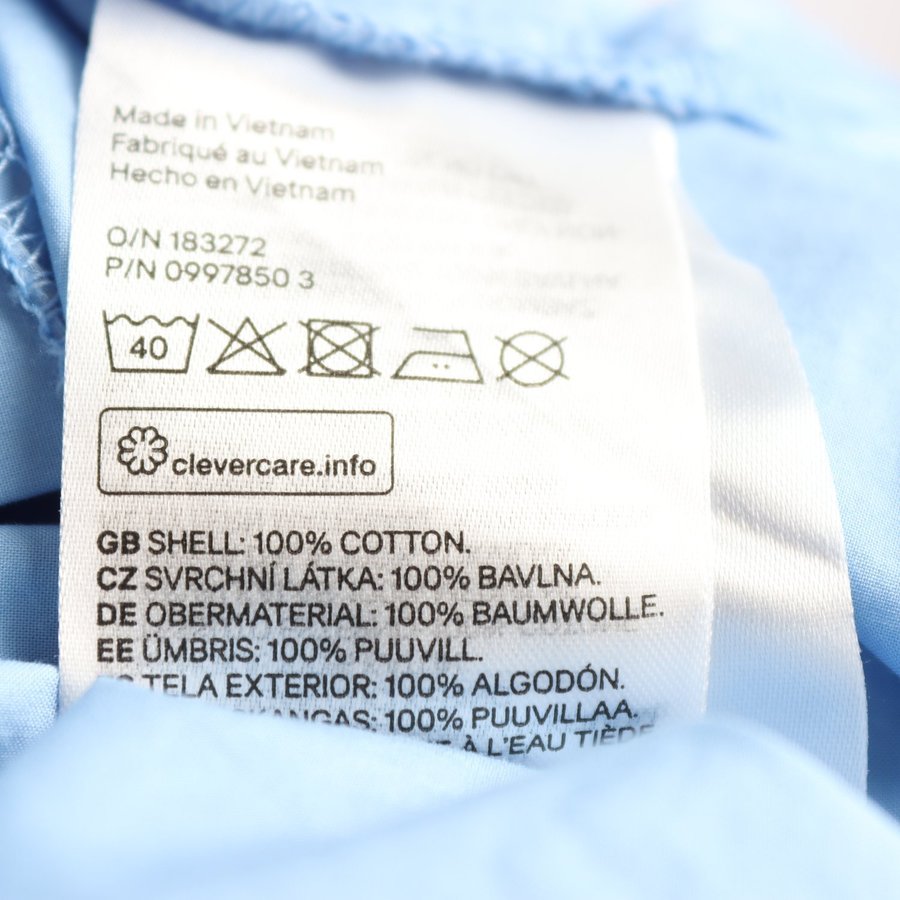 Made in Vietnam
Fabriqué au Vietnam
Hecho en Vietnam
O/N 183272
P/N 0997850 3
40
clevercare.info
GB SHELL: 100% COTTON.
CZ SVRCHNÍ LÁTKA: 100% BAVLNA.
DE OBERMATERIAL: 100% BAUMWOLLE.
EE ÜMBRIS: 100% PUUVILL.
TELA EXTERIOR: 100% ALGODÓN.
100% PUUVILLAA.
À L'EAU TIÈDE